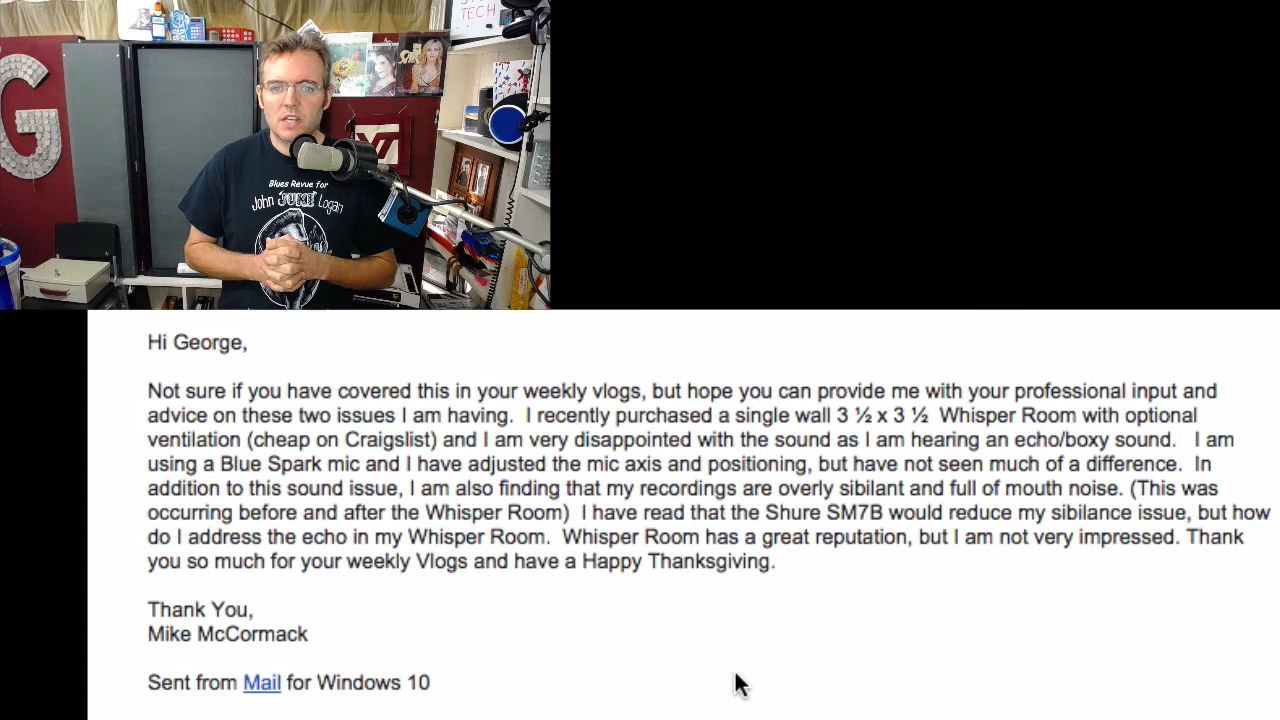 TECH
G
Blues Revue for
John "JUKE" Logan
Hi George,
Not sure if you have covered this in your weekly vlogs, but hope you can provide me with your professional input and
advice on these two issues I am having.  I recently purchased a single wall 3 ½ x 3 ½  Whisper Room with optional
ventilation (cheap on Craigslist) and I am very disappointed with the sound as I am hearing an echo/boxy sound.   I am
using a Blue Spark mic and I have adjusted the mic axis and positioning, but have not seen much of a difference.  In
addition to this sound issue, I am also finding that my recordings are overly sibilant and full of mouth noise. (This was
occurring before and after the Whisper Room)  I have read that the Shure SM7B would reduce my sibilance issue, but how
do I address the echo in my Whisper Room.  Whisper Room has a great reputation, but I am not very impressed. Thank
you so much for your weekly Vlogs and have a Happy Thanksgiving.
Thank You,
Mike McCormack
Sent from Mail for Windows 10